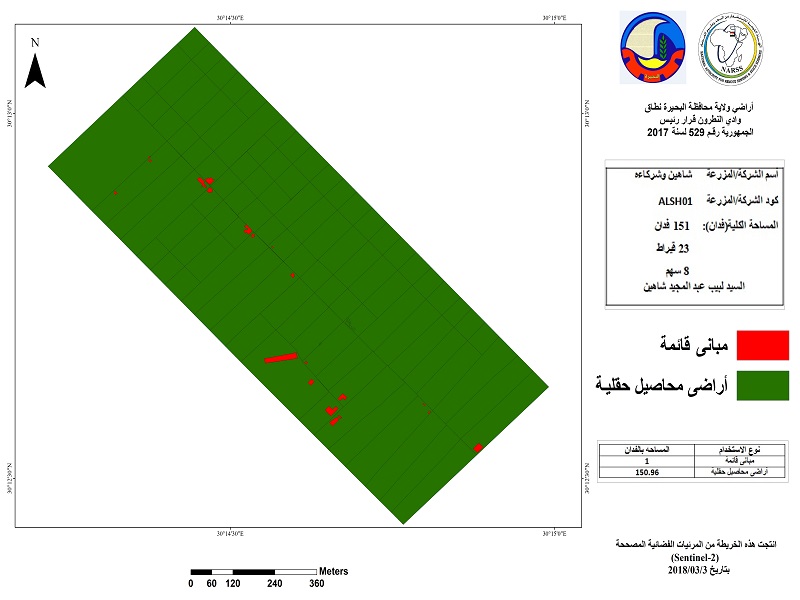 30°14'30"E
30°15'0"E
N
30°13'0"N
30°13'0"N
30°12'30"N
30°12'30"N
30°14'30"E
30°15'0"E
Meters
0 60 120 240 360
البحيرة
NARSS
أراضي ولاية محافظة البحيرة نطاق
وادي النطرون قرار رئيس
الجمهورية رقم 529 لسنة 2017
اسم الشركة/المزرعة شاهين وشركاءه
كود الشركة/المزرعة ALSH01
المساحة الكلية(فدان): 151 فدان
23 قيراط
8 سهم
السيد لبيب عبد المجيد شاهين
مبانى قائمة
أراضى محاصيل حقلية
نوع الاستخدام المساحه بالفدان
مبانى قائمة 1
أراضى محاصيل حقلية 150.96
انتجت هذه الخريطة من المرئيات الفضائية المصححة
(Sentinel-2)
بتاريخ 2018/03/3